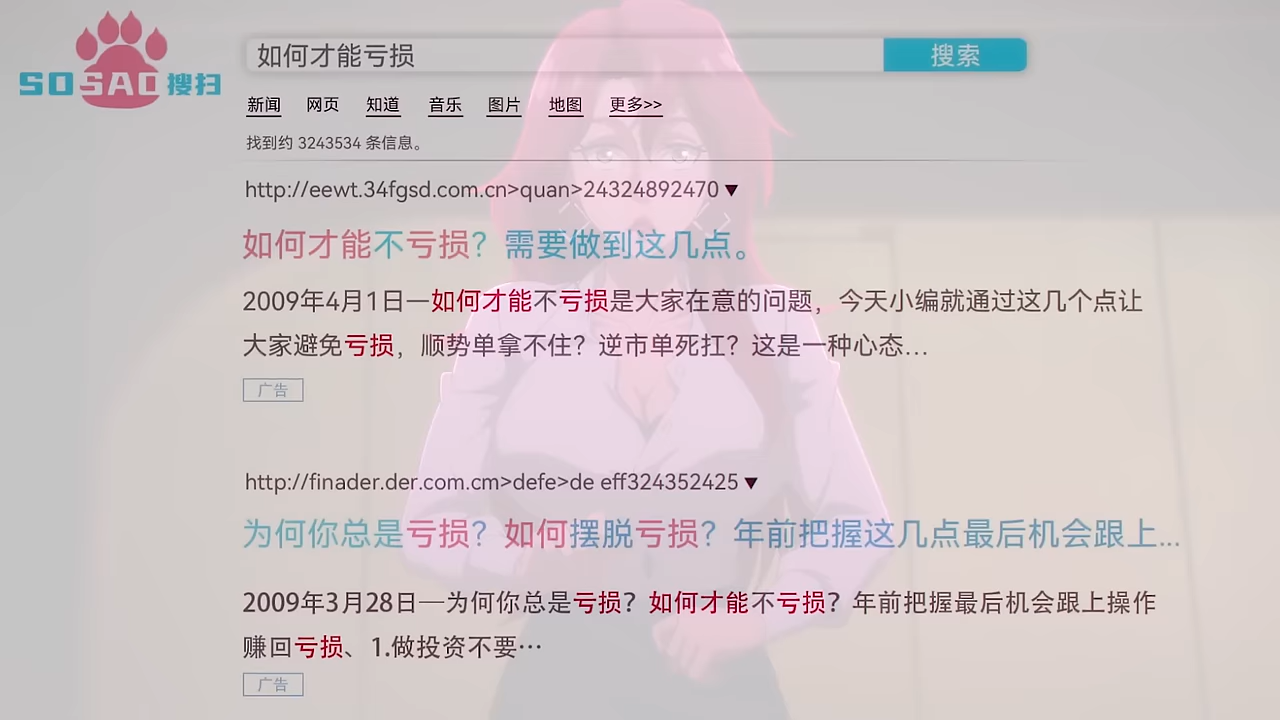 SOSAO搜扫
如何才能亏损
搜索
新闻 网页 知道 音乐 图片 地图 更多>>
找到约 3243534 条信息。
http://eewt.34fgsd.com.cn>quan>24324892470▼
如何才能不亏损？需要做到这几点。
2009年4月1日—如何才能不亏损是大家在意的问题，今天小编就通过这几个点让
大家避免亏损，顺势单拿不住？逆市单死扛？这是一种心态…
广告
http://finader.der.com.cm>defe>de eff324352425▼
为何你总是亏损？如何摆脱亏损？年前把握这几点最后机会跟上...
2009年3月28日—为何你总是亏损？如何才能不亏损？年前把握最后机会跟上操作
赚回亏损、1.做投资不要…
广告